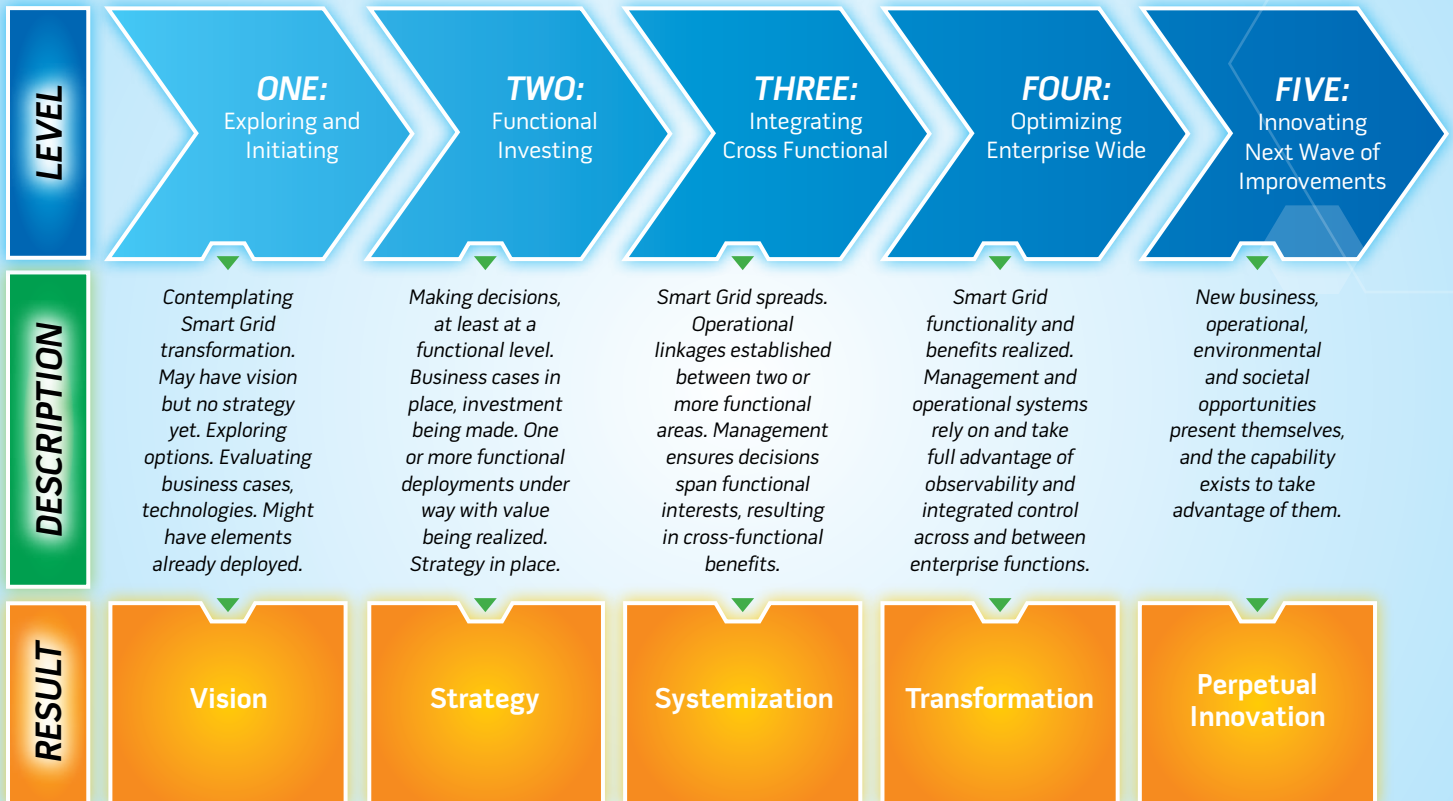 LEVEL
ONE:
Exploring and
Initiating
TWO:
Functional
Investing
THREE:
Integrating
Cross Functional
FOUR:
Optimizing
Enterprise Wide
FIVE:
Innovating
Next Wave of
Improvements
DESCRIPTION
Contemplating
Smart Grid
transformation.
May have vision
but no strategy
yet. Exploring
options. Evaluating
business cases,
technologies. Might
have elements
already deployed.
Making decisions,
at least at a
functional level.
Business cases in
place, investment
being made. One
or more functional
deployments under
way with value
being realized.
Strategy in place.
Smart Grid spreads.
Operational
linkages established
between two or
more functional
areas. Management
ensures decisions
span functional
interests, resulting
in cross-functional
benefits.
Smart Grid
functionality and
benefits realized.
Management and
operational systems
rely on and take
full advantage of
observability and
integrated control
across and between
enterprise functions.
New business,
operational,
environmental
and societal
opportunities
present themselves,
and the capability
exists to take
advantage of them.
RESULT
Vision
Strategy
Systemization
Transformation
Perpetual
Innovation